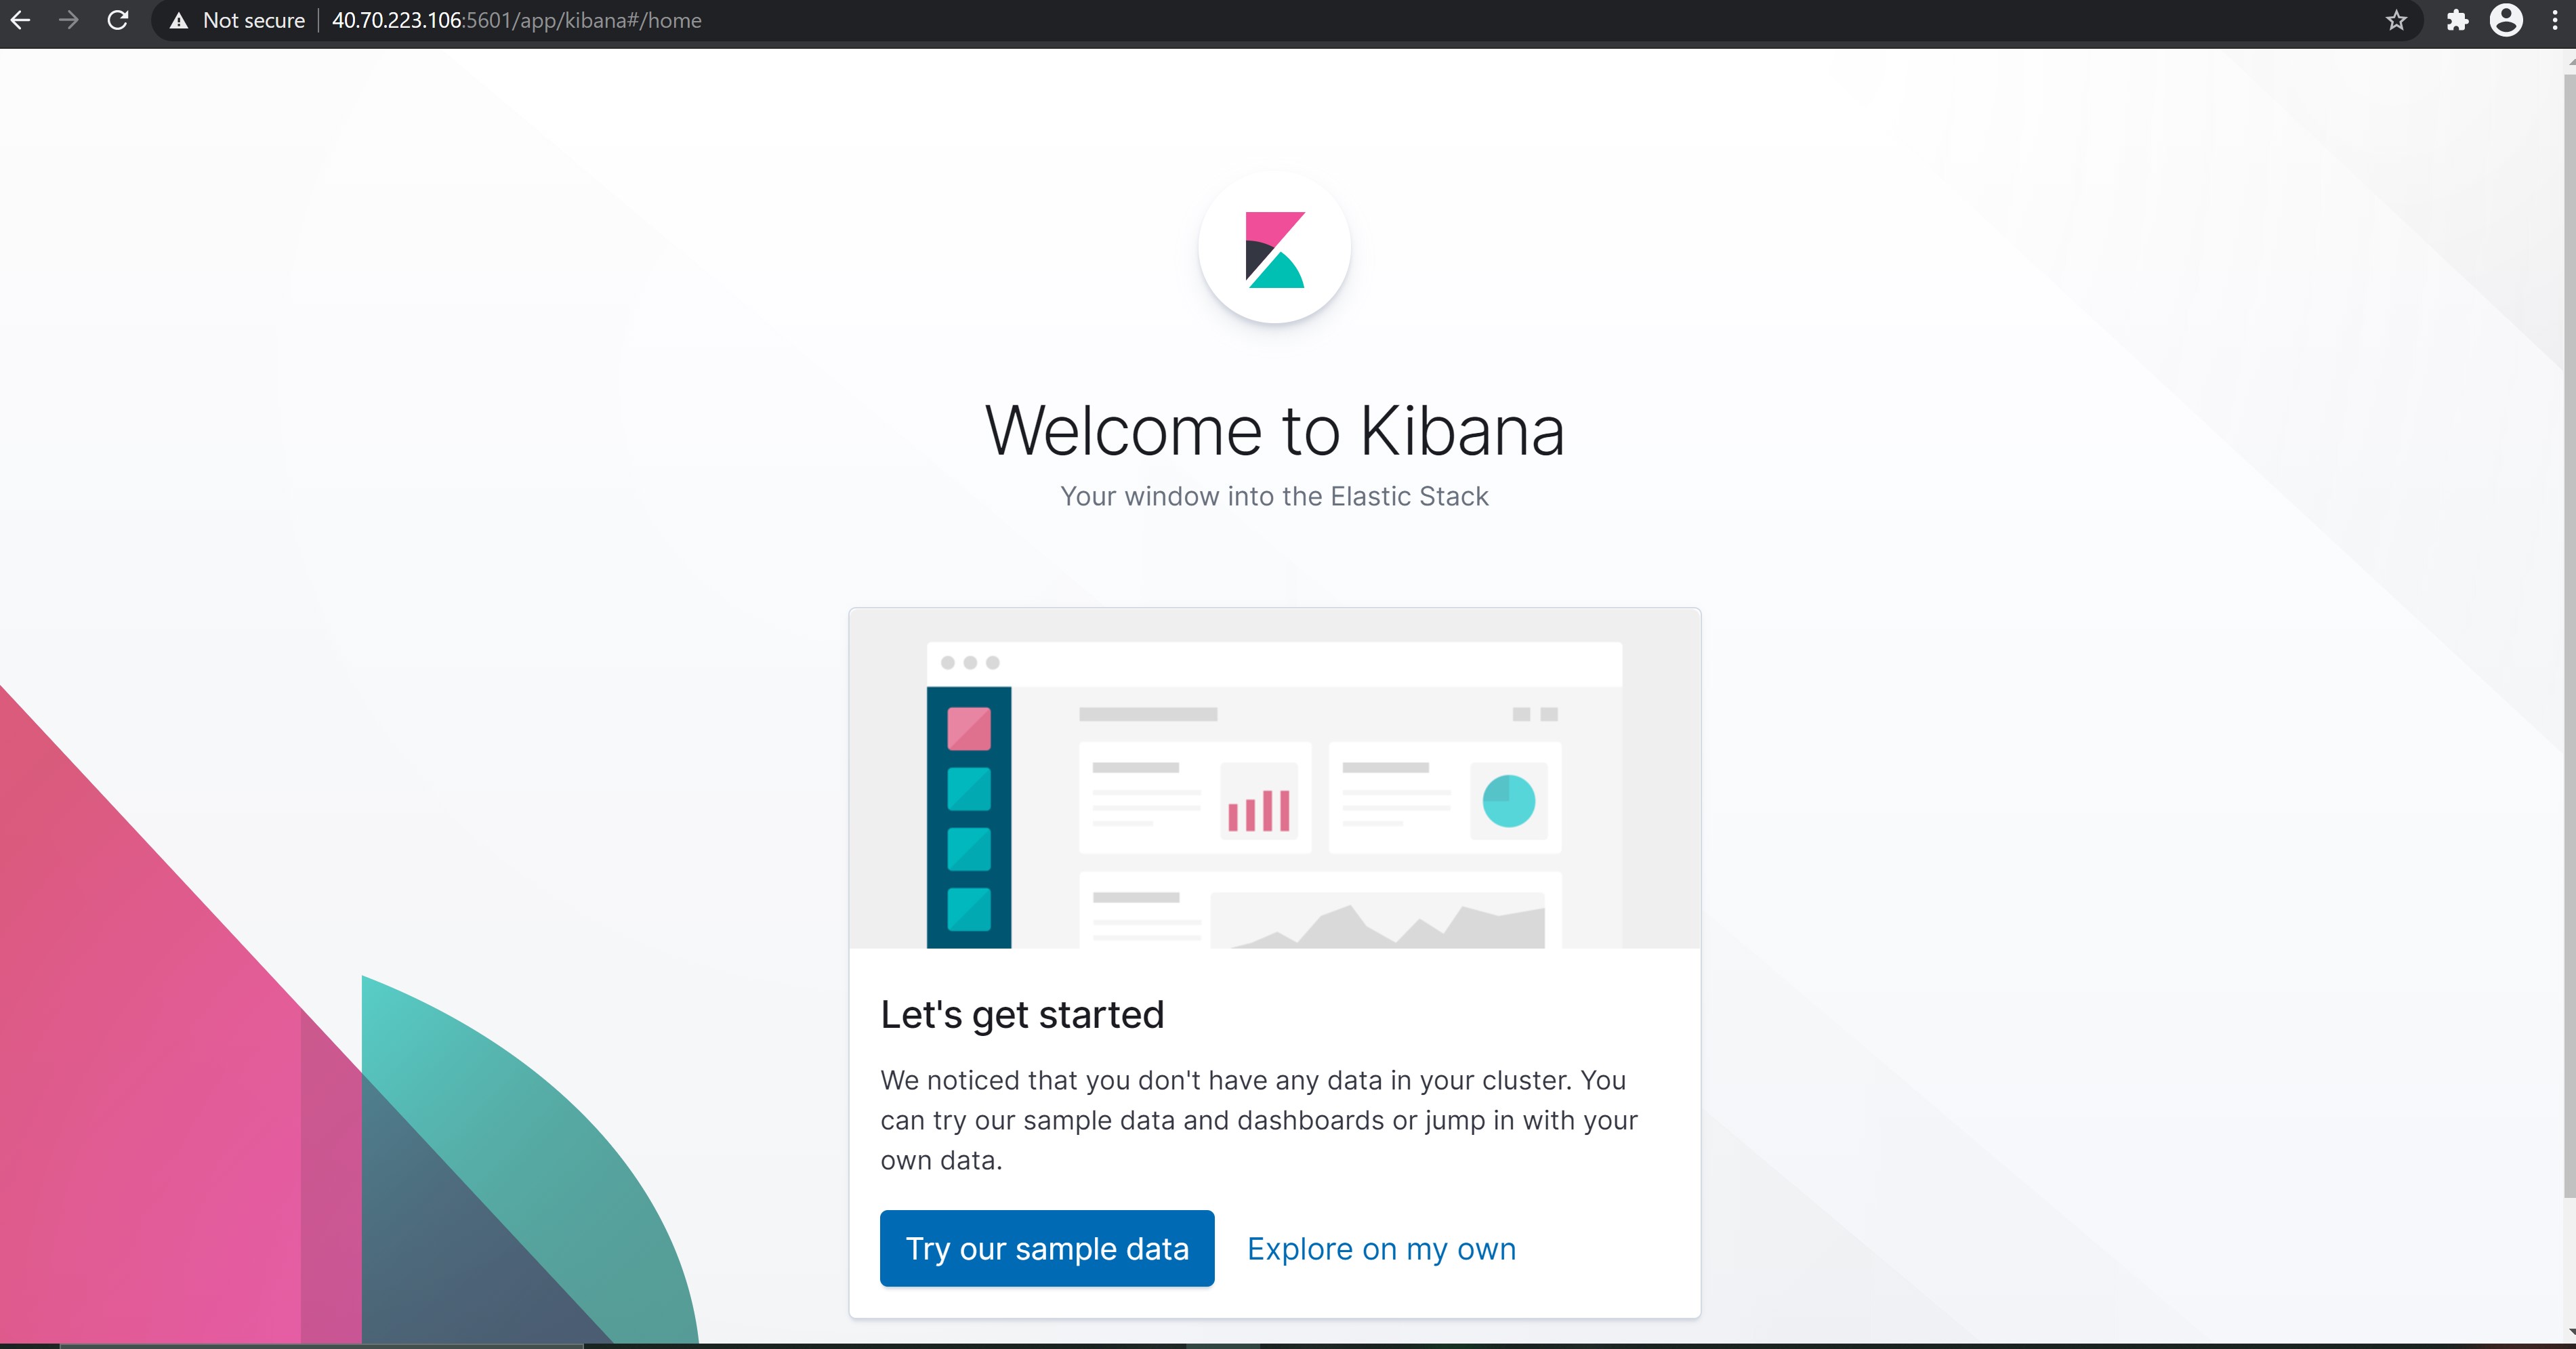 Not secure 40.70.223.106:5601/app/kibana#/home
Welcome to Kibana
Your window into the Elastic Stack
Let's get started
We noticed that you don't have any data in your cluster. You
can try our sample data and dashboards or jump in with your
own data.
Try our sample data Explore on my own